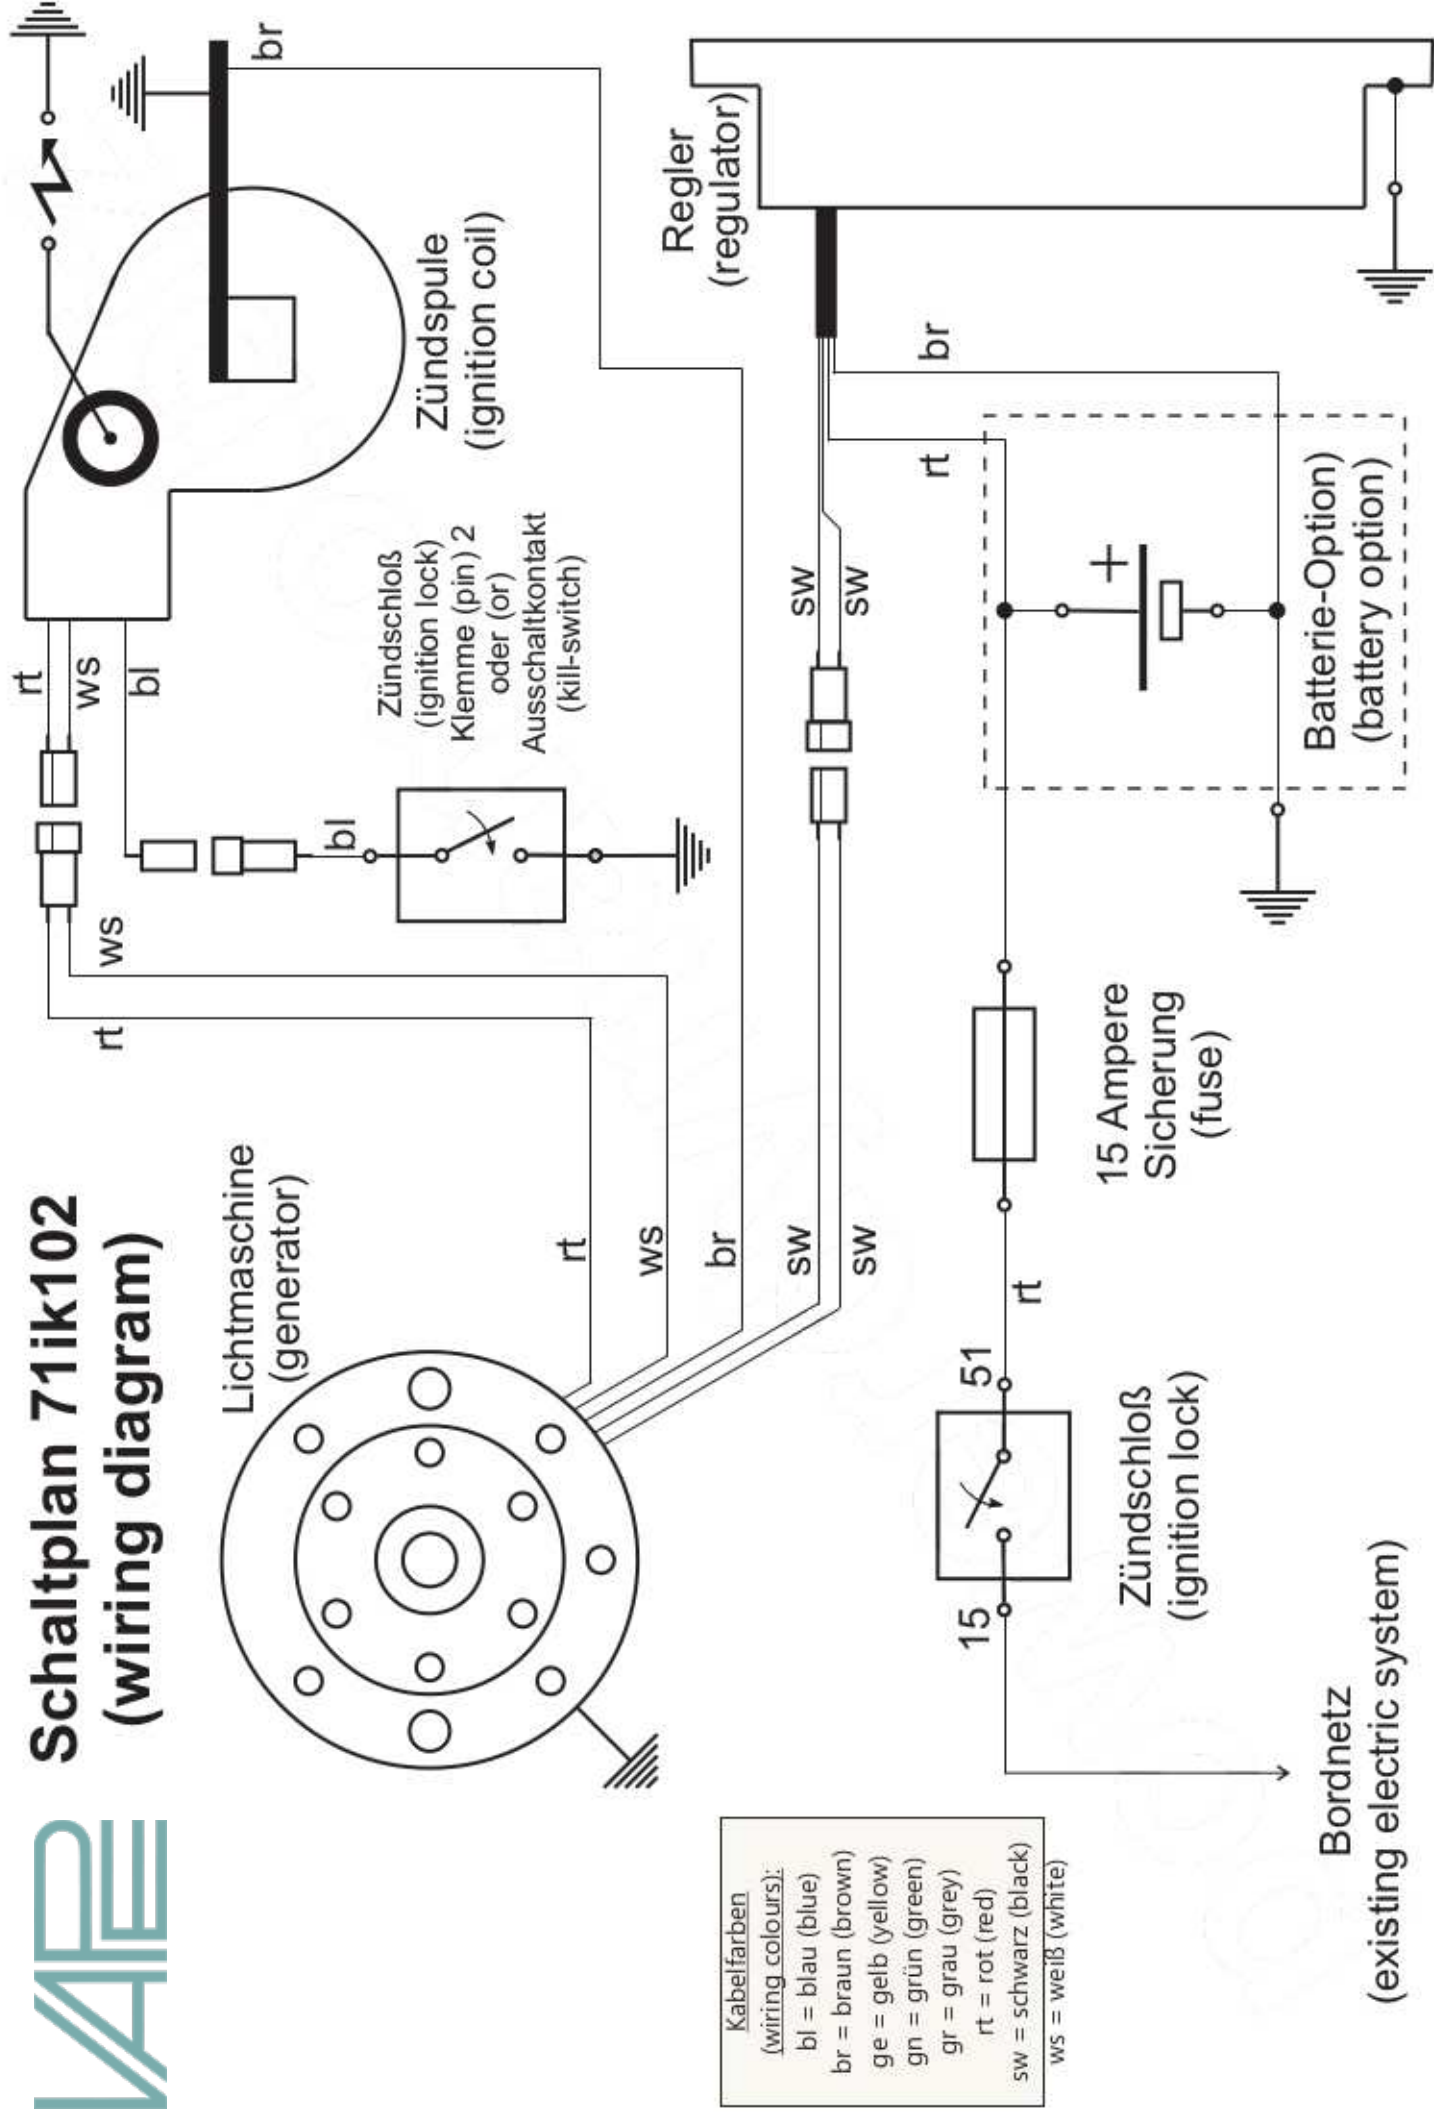 VAPE
Schaltplan 71ik102
(wiring diagram)
Lichtmaschine
(generator)
rt
ws
br
sw
sw
rt
ws
rt
ws
bl
bl
Zündschloß
(ignition lock)
Klemme (pin) 2
oder (or)
Ausschaltkontakt
(kill-switch)
Zündspule
(ignition coil)
br
Regler
(regulator)
sw
sw
rt
br
+
Batterie-Option)
(battery option)
15 Ampere
Sicherung
(fuse)
rt
51
15
Zündschloß
(ignition lock)
Bordnetz
(existing electric system)
Kabelfarben
(wiring colours):
bl = blau (blue)
br = braun (brown)
ge = gelb (yellow)
gn = grün (green)
gr = grau (grey)
rt = rot (red)
sw = schwarz (black)
ws = weiß (white)